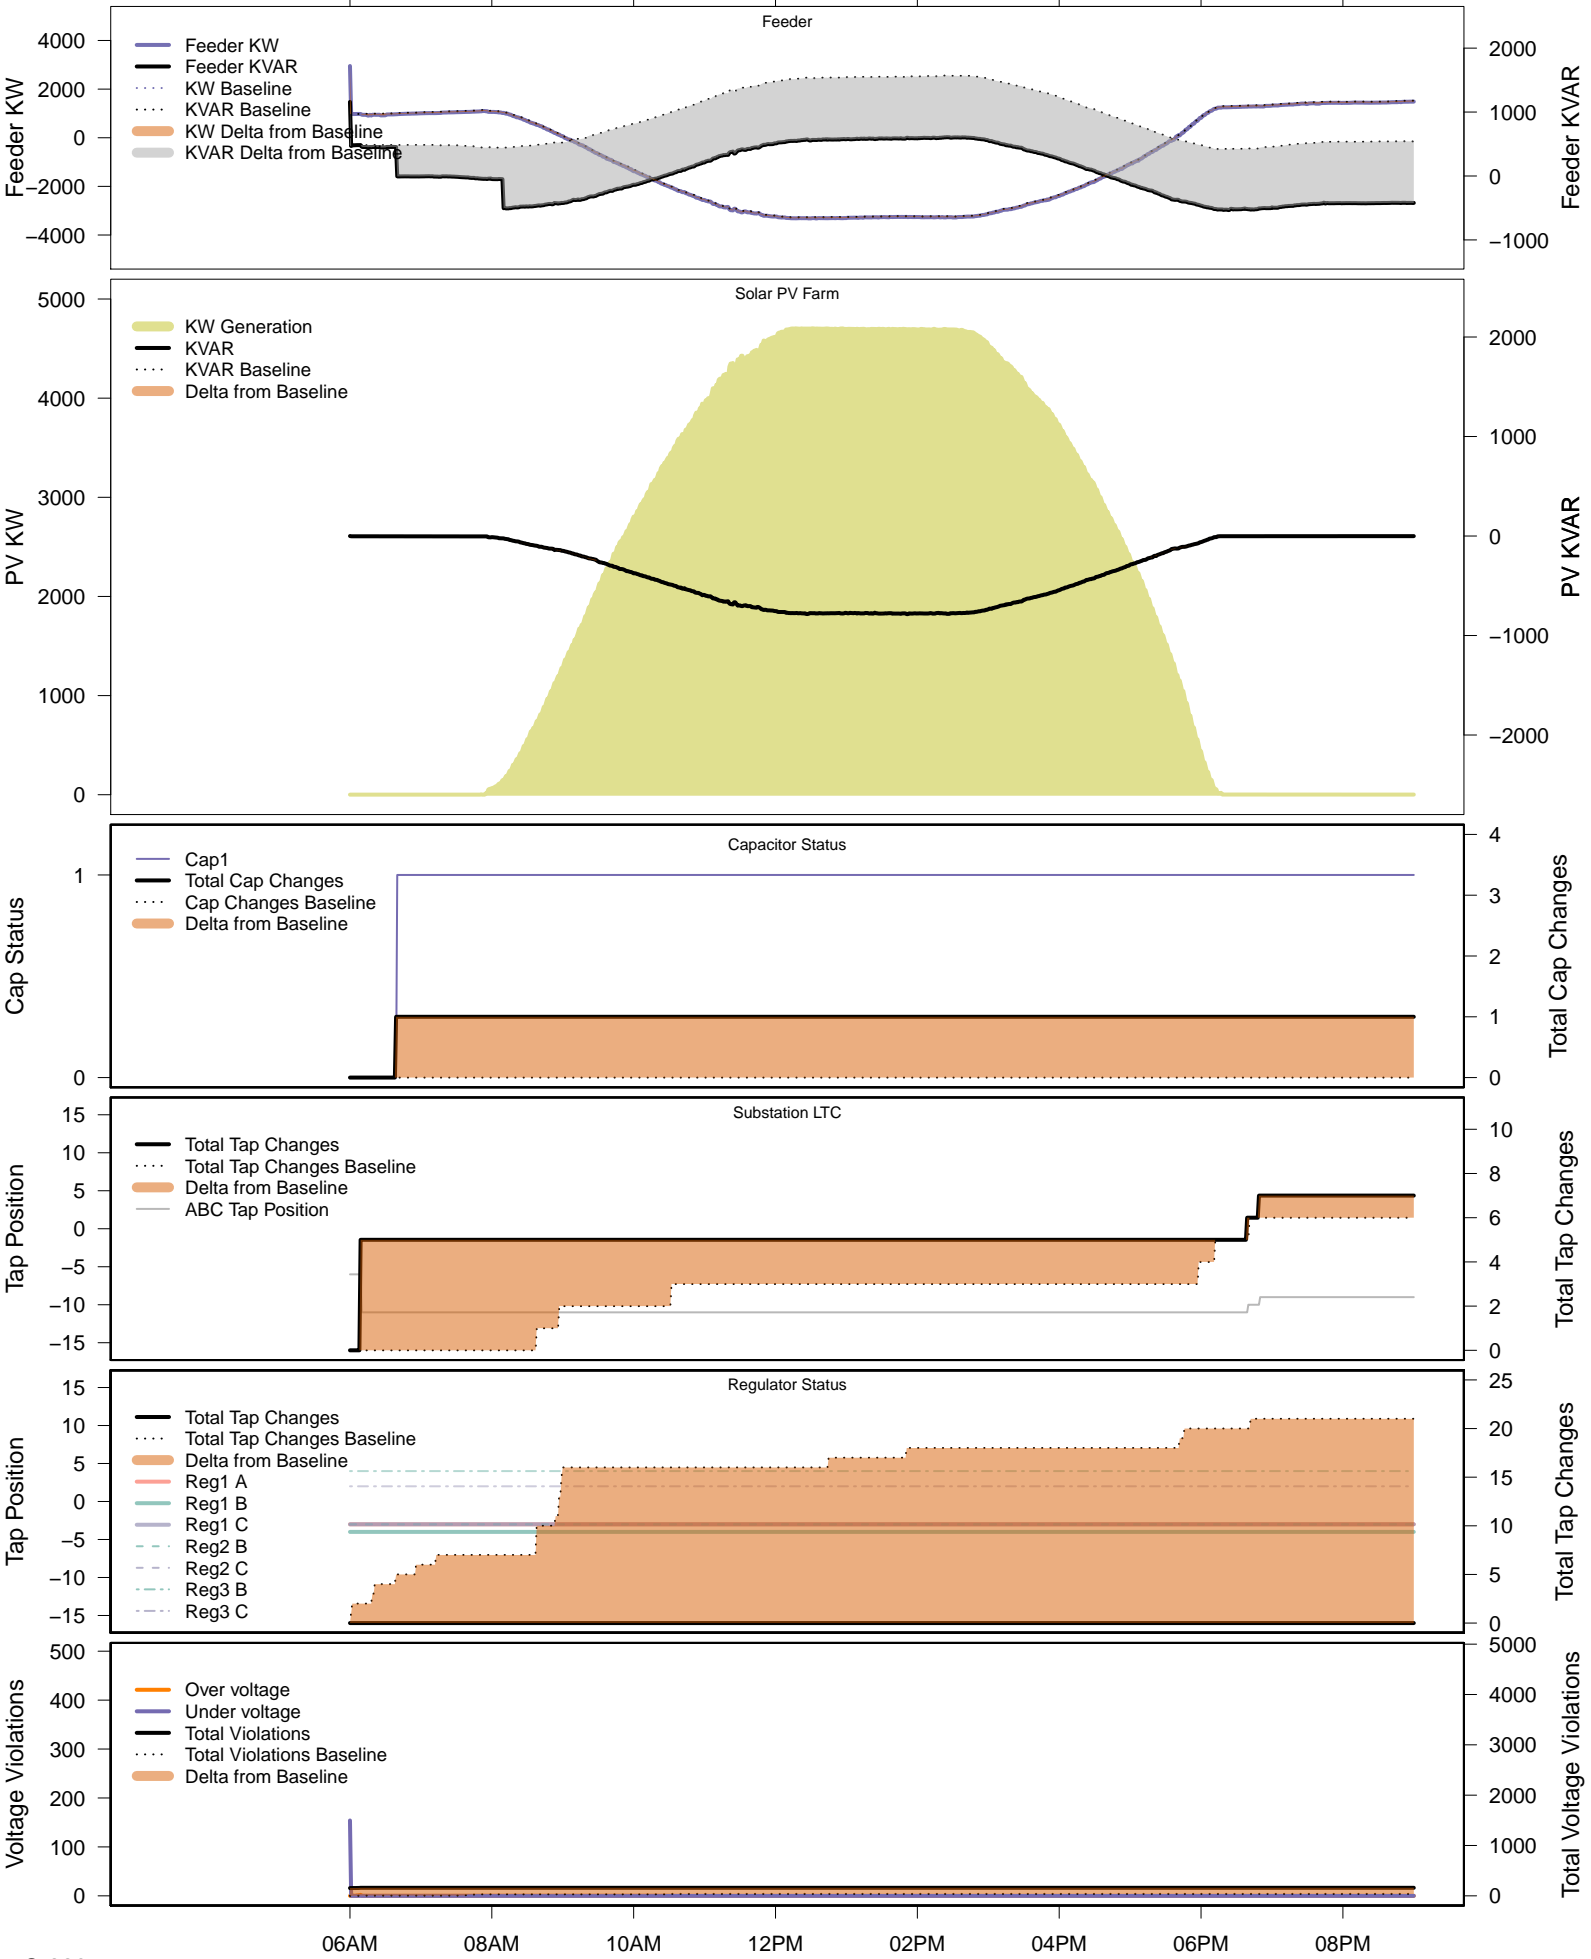 Feeder
4000
2000
0
−2000
−4000
Feeder KW
Feeder KW
Feeder KVAR
KW Baseline
KVAR Baseline
KW Delta from Baseline
KVAR Delta from Baseline
2000
1000
0
−1000
Feeder KVAR
Solar PV Farm
5000
4000
3000
2000
1000
0
PV KW
KW Generation
KVAR
KVAR Baseline
Delta from Baseline
2000
1000
0
−1000
−2000
PV KVAR
Capacitor Status
1
0
Cap Status
Cap1
Total Cap Changes
Cap Changes Baseline
Delta from Baseline
4
3
2
1
0
Total Cap Changes
Substation LTC
15
10
5
0
−5
−10
−15
Tap Position
Total Tap Changes
Total Tap Changes Baseline
Delta from Baseline
ABC Tap Position
10
8
6
4
2
0
Total Tap Changes
Regulator Status
15
10
5
0
−5
−10
−15
Tap Position
Total Tap Changes
Total Tap Changes Baseline
Delta from Baseline
Reg1 A
Reg1 B
Reg1 C
Reg2 B
Reg2 C
Reg3 B
Reg3 C
25
20
15
10
5
0
Total Tap Changes
500
400
300
200
100
0
Voltage Violations
Over voltage
Under voltage
Total Violations
Total Violations Baseline
Delta from Baseline
5000
4000
3000
2000
1000
0
Total Voltage Violations
06AM 08AM 10AM 12PM 02PM 04PM 06PM 08PM